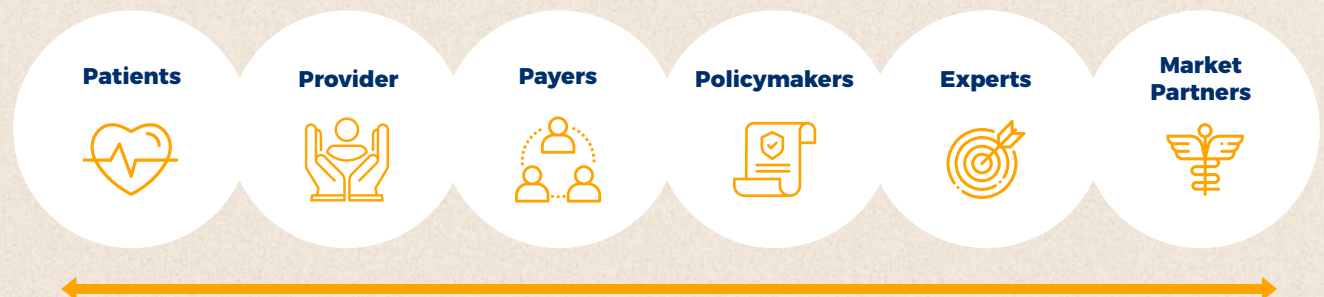 Patients
Provider
Payers
Policymakers
Experts
Market
Partners